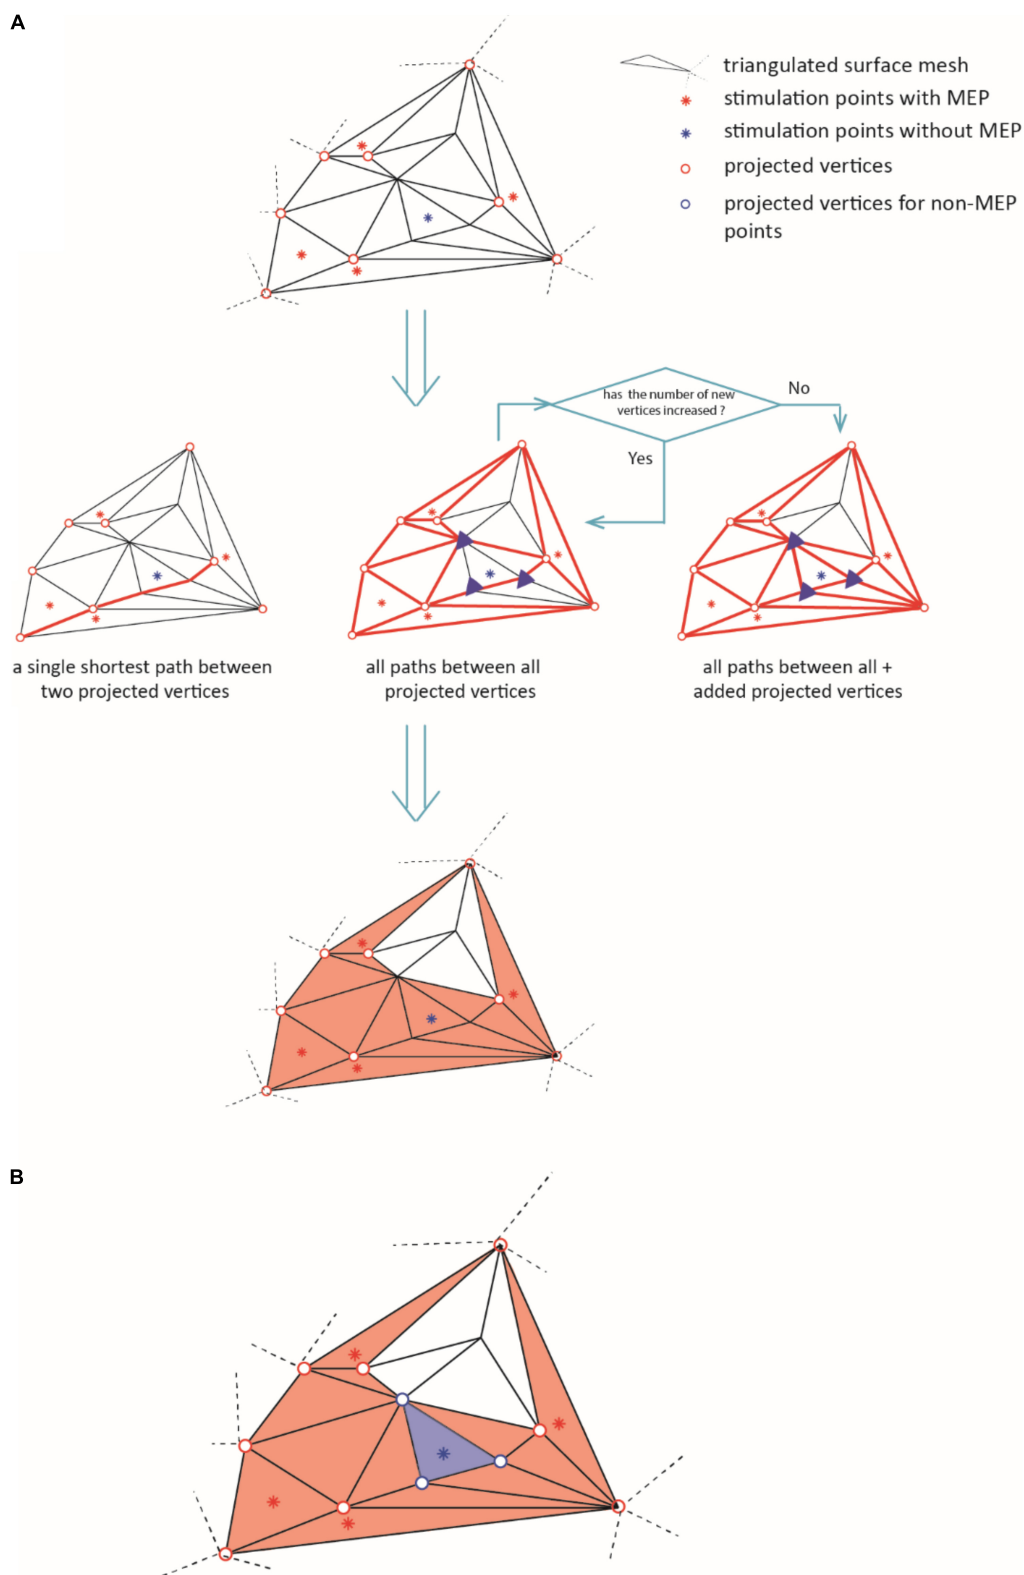 A
triangulated surface mesh
stimulation points with MEP
stimulation points without MEP
projected vertices
projected vertices for non-MEP
points
has the number of new
vertices increased ?
No
Yes
a single shortest path between
two projected vertices
all paths between all
projected vertices
all paths between all +
added projected vertices
B